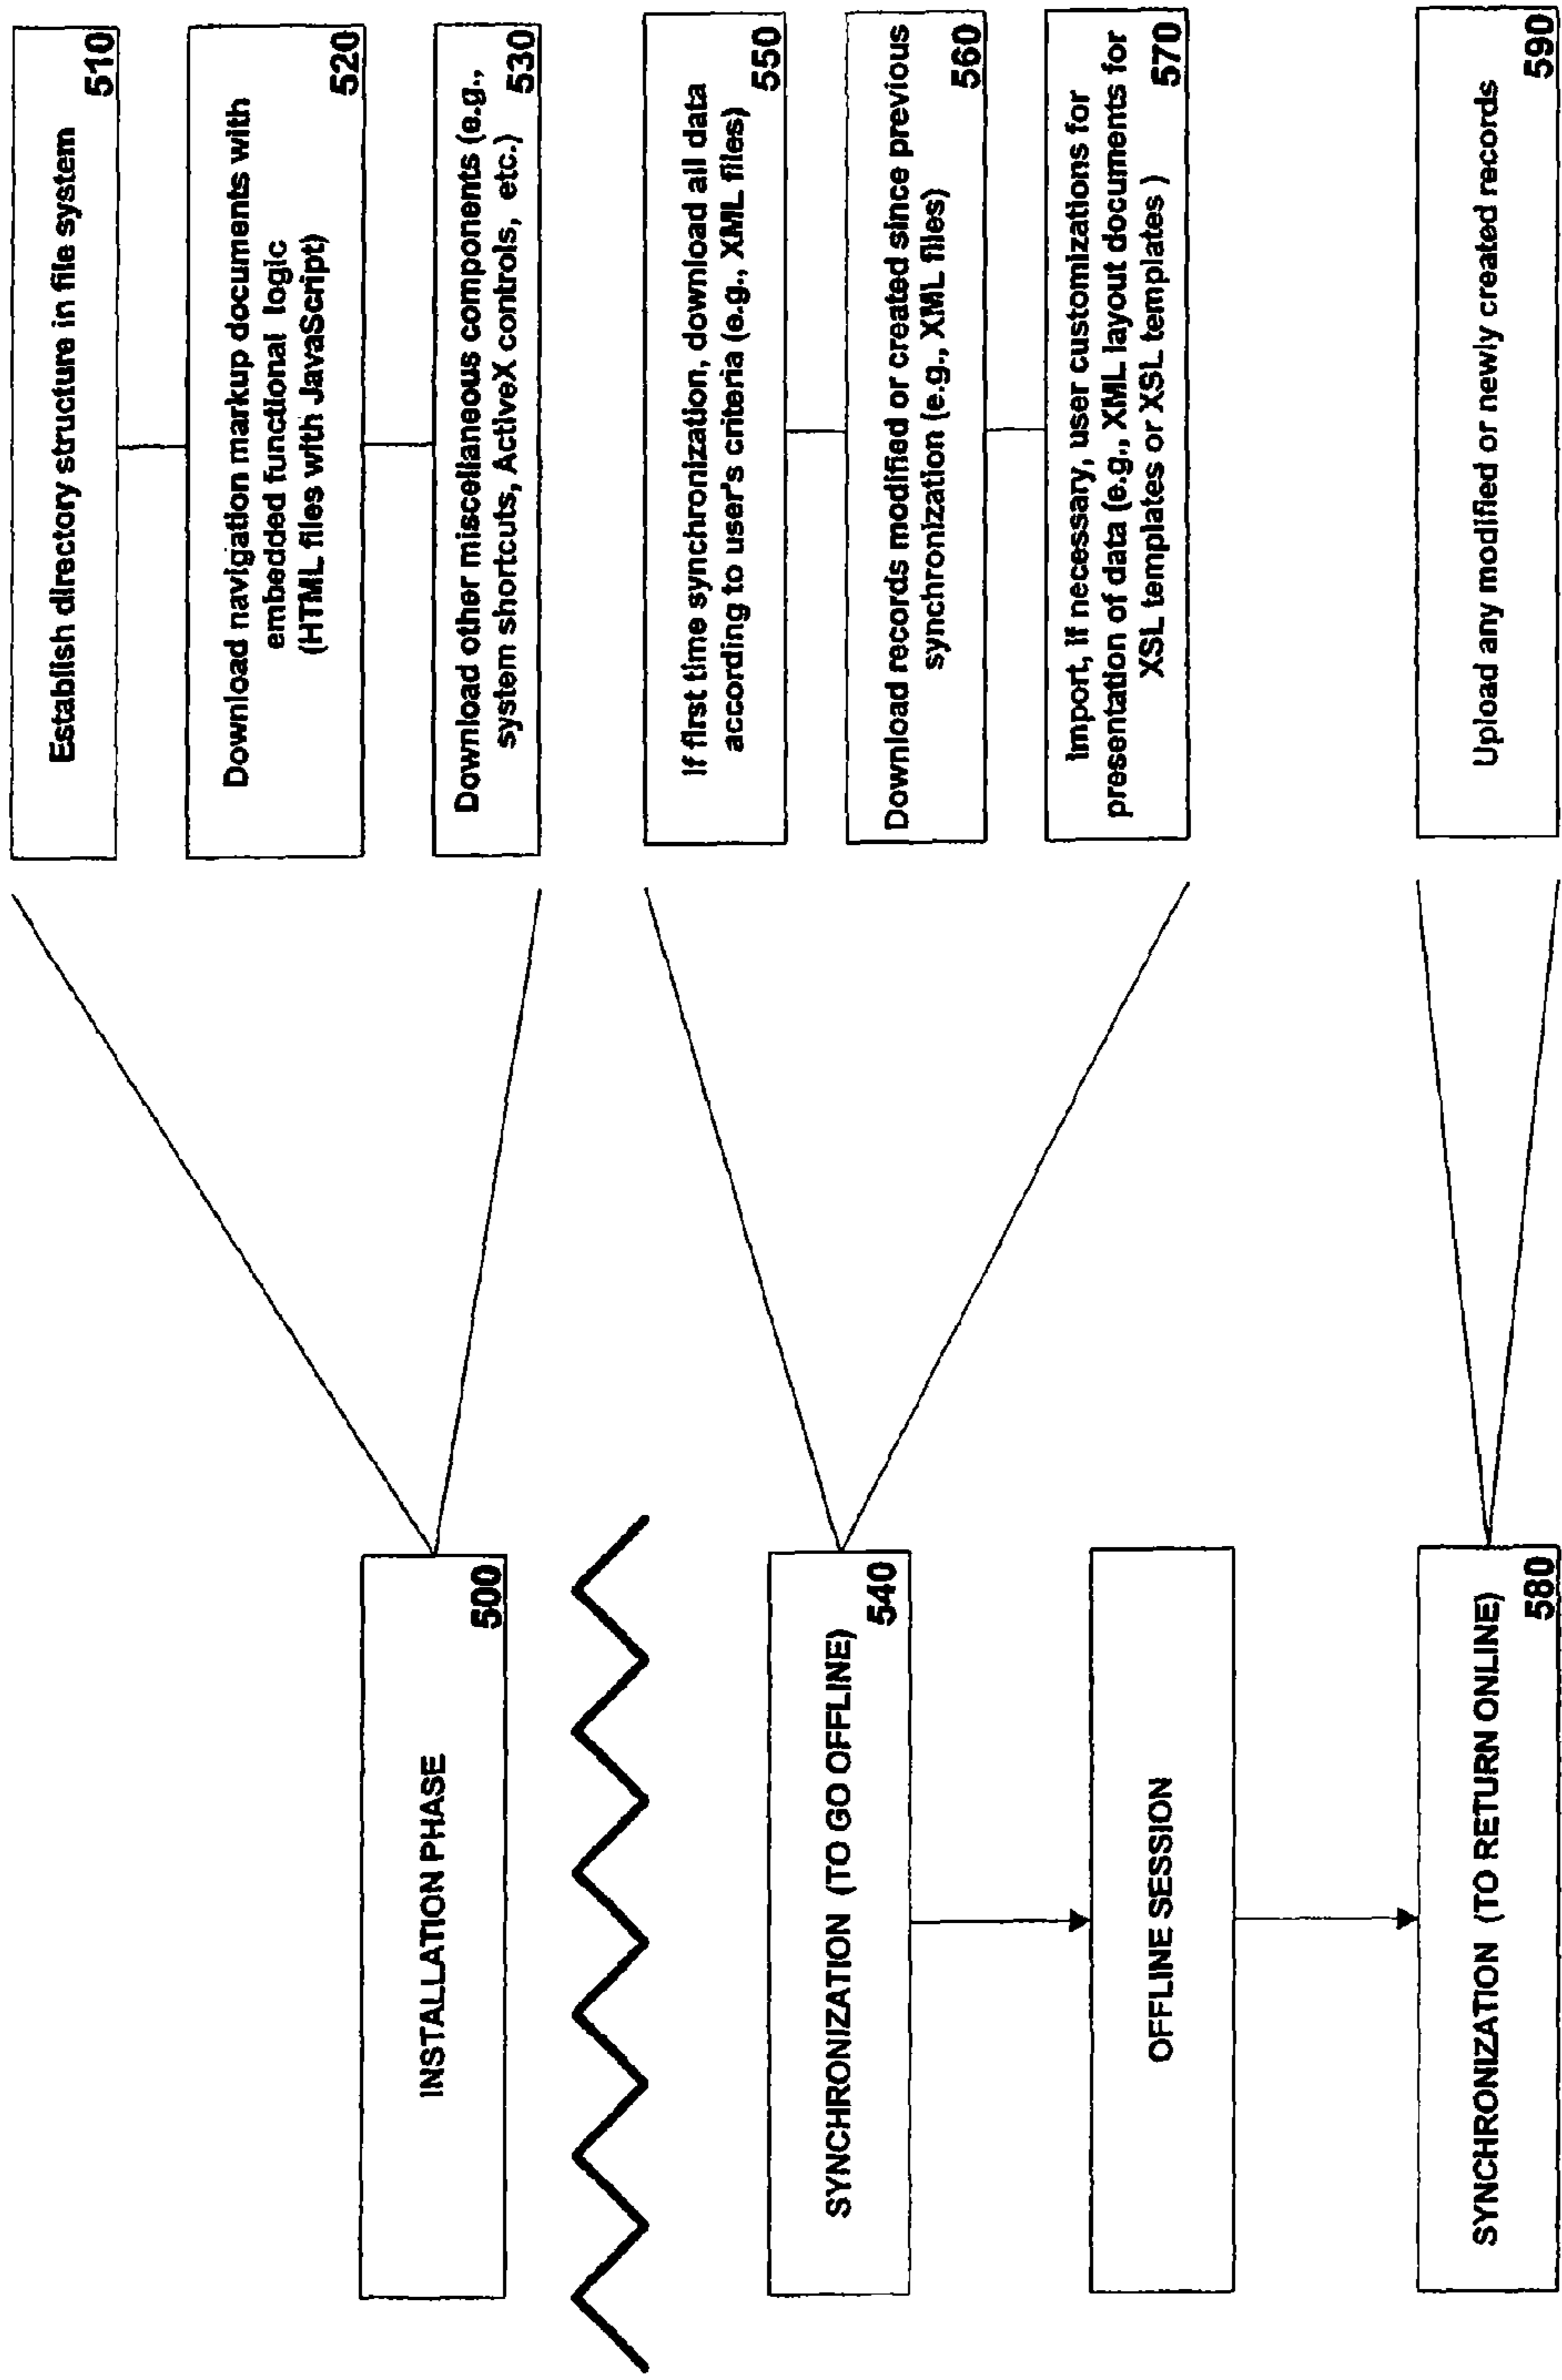 INSTALLATION PHASE
500
Establish directory structure in file system
510
Download navigation markup documents with
embedded functional logic
(HTML files with JavaScript)
520
Download other miscellaneous components (e.g.,
system shortcuts, ActiveX controls, etc.)
530
SYNCHRONIZATION (TO GO OFFLINE)
540
If first time synchronization, download all data
according to user's criteria (e.g., XML files)
550
Download records modified or created since previous
synchronization (e.g., XML files)
560
Import, if necessary, user customizations for
presentation of data (e.g., XML layout documents for
XSL templates or XSL templates )
570
OFFLINE SESSION
SYNCHRONIZATION (TO RETURN ONLINE)
580
Upload any modified or newly created records
590